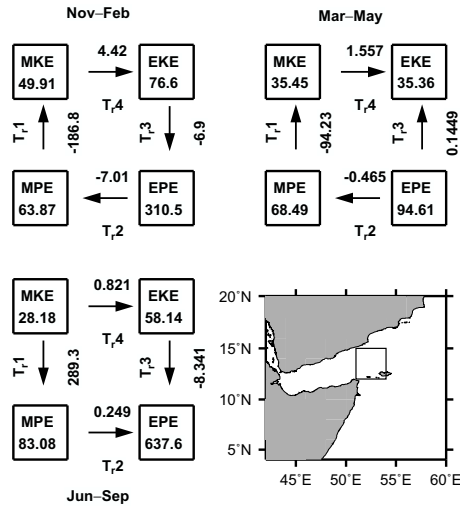 Nov–Feb
MKE
49.91
4.42
Tr4
EKE
76.6
Tr1
-186.8
Tr3
-6.9
MPE
63.87
-7.01
Tr2
EPE
310.5
Mar–May
MKE
35.45
1.557
Tr4
EKE
35.36
Tr1
-94.23
Tr3
0.1449
MPE
68.49
-0.465
Tr2
EPE
94.61
MKE
28.18
0.821
Tr4
EKE
58.14
Tr1
289.3
Tr3
-8.341
MPE
83.08
0.249
Tr2
EPE
637.6
Jun–Sep
20°N
15°N
10°N
5°N
45°E 50°E 55°E 60°E